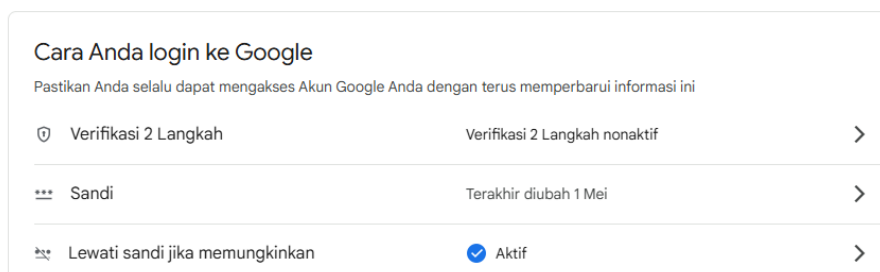 Cara Anda login ke Google
Pastikan Anda selalu dapat mengakses Akun Google Anda dengan terus memperbarui informasi ini
Verifikasi 2 Langkah
Verifikasi 2 Langkah nonaktif
Sandi
Terakhir diubah 1 Mei
Lewati sandi jika memungkinkan
Aktif